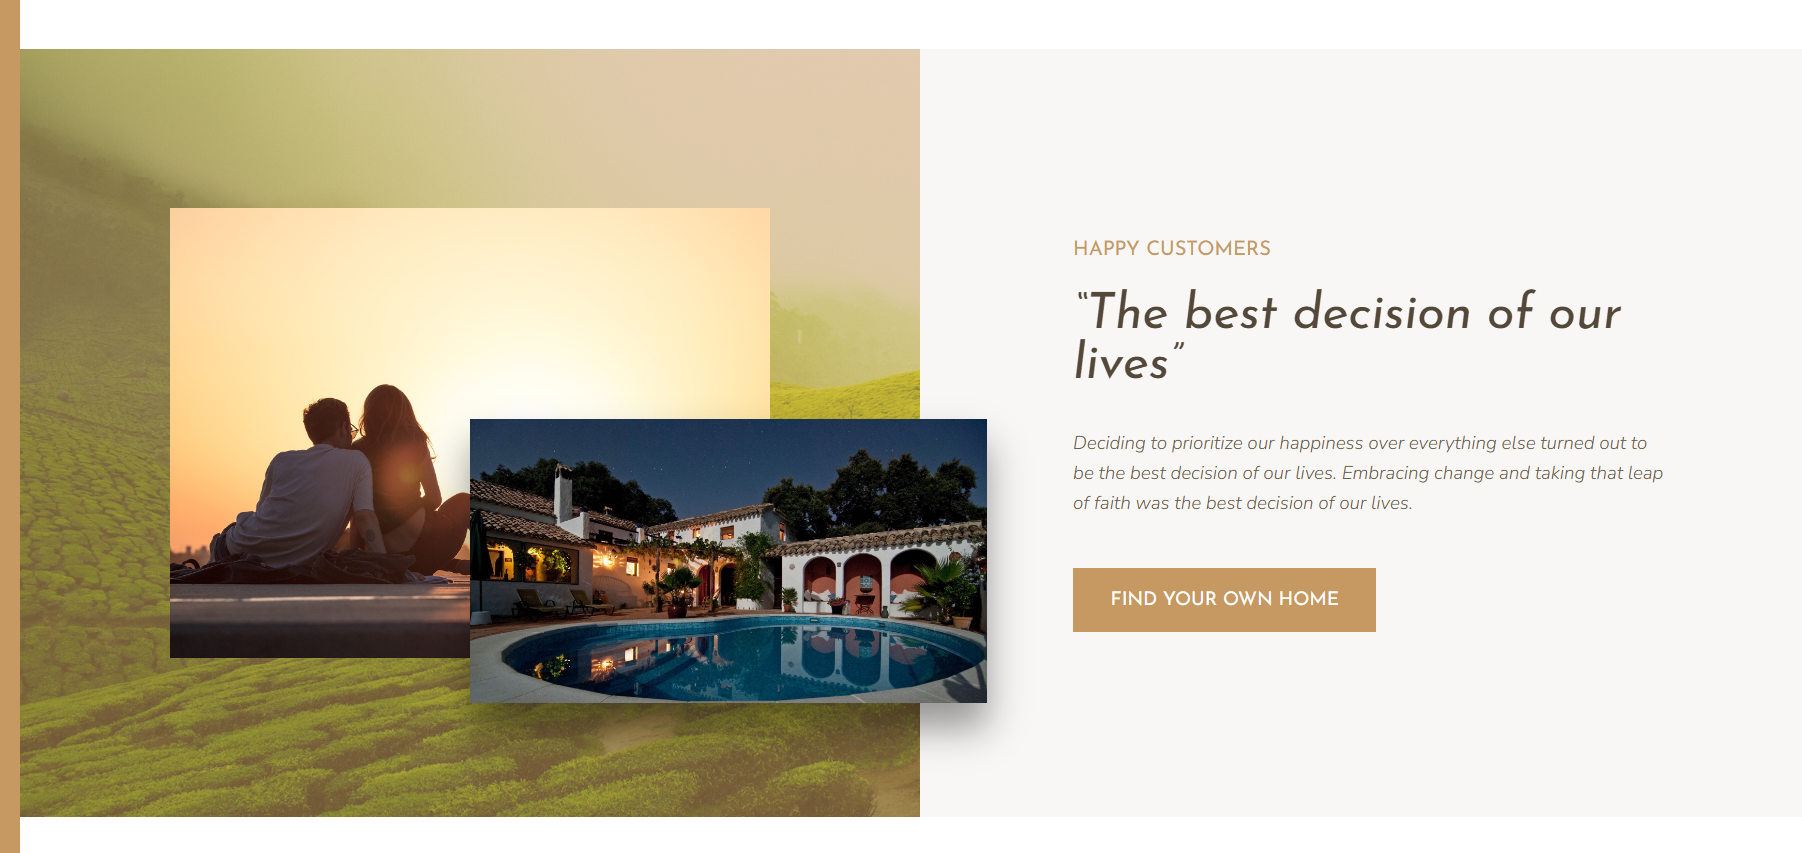 HAPPY CUSTOMERS
“The best decision of our
lives”
Deciding to prioritize our happiness over everything else turned out to
be the best decision of our lives. Embracing change and taking that leap
of faith was the best decision of our lives.
FIND YOUR OWN HOME